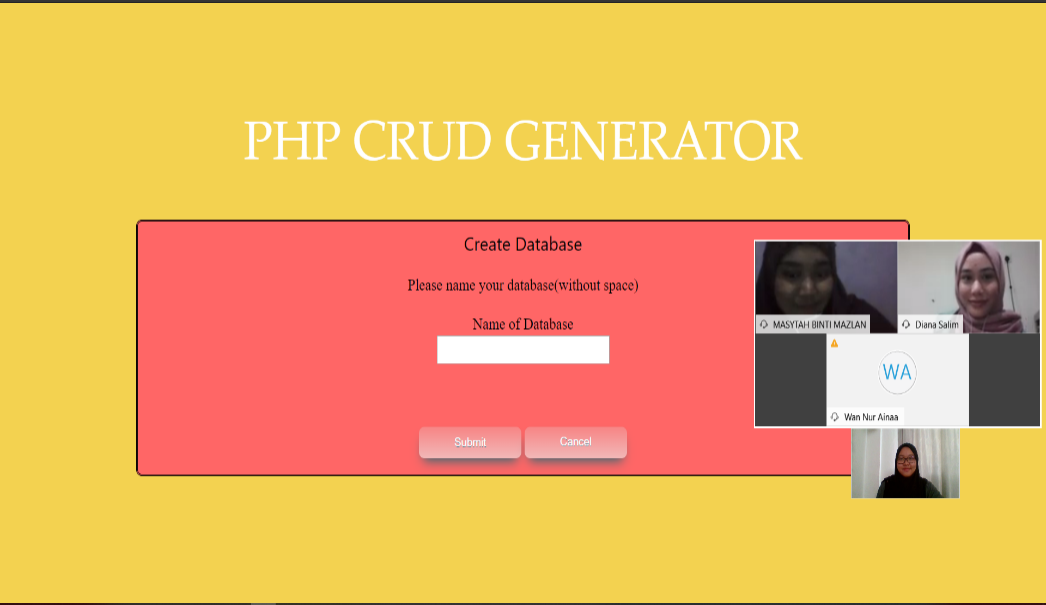 PHP CRUD GENERATOR
Create Database
Please name your database(without space)
Name of Database
Submit
Cancel
MASYTAH BINTI MAZLAN
Diana Salim
WA
Wan Nur Ainaa